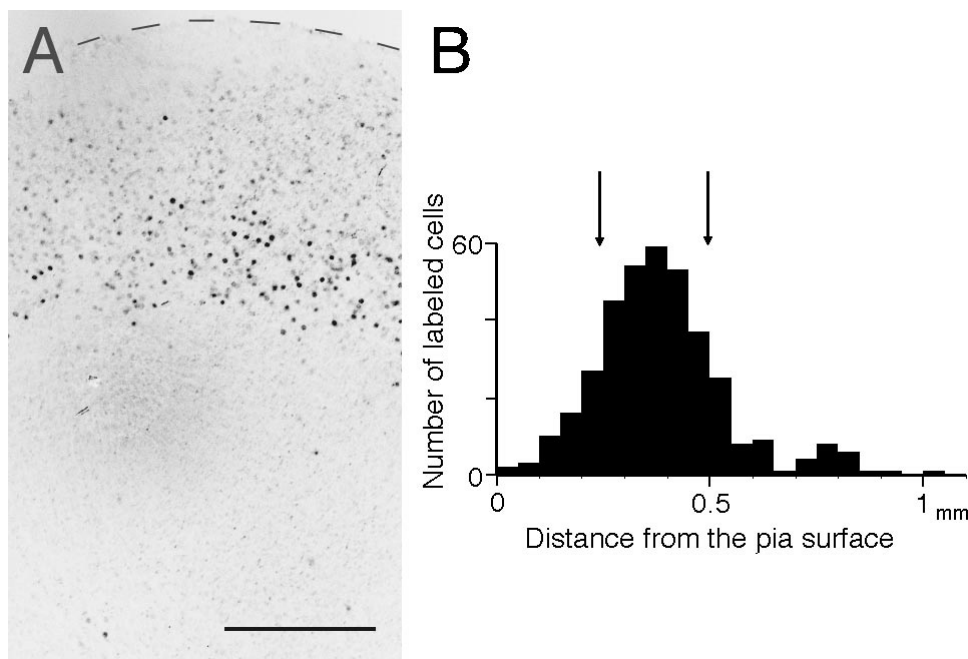 A
B
Number of labeled cells
60
0
0
0.5
1 mm
Distance from the pia surface